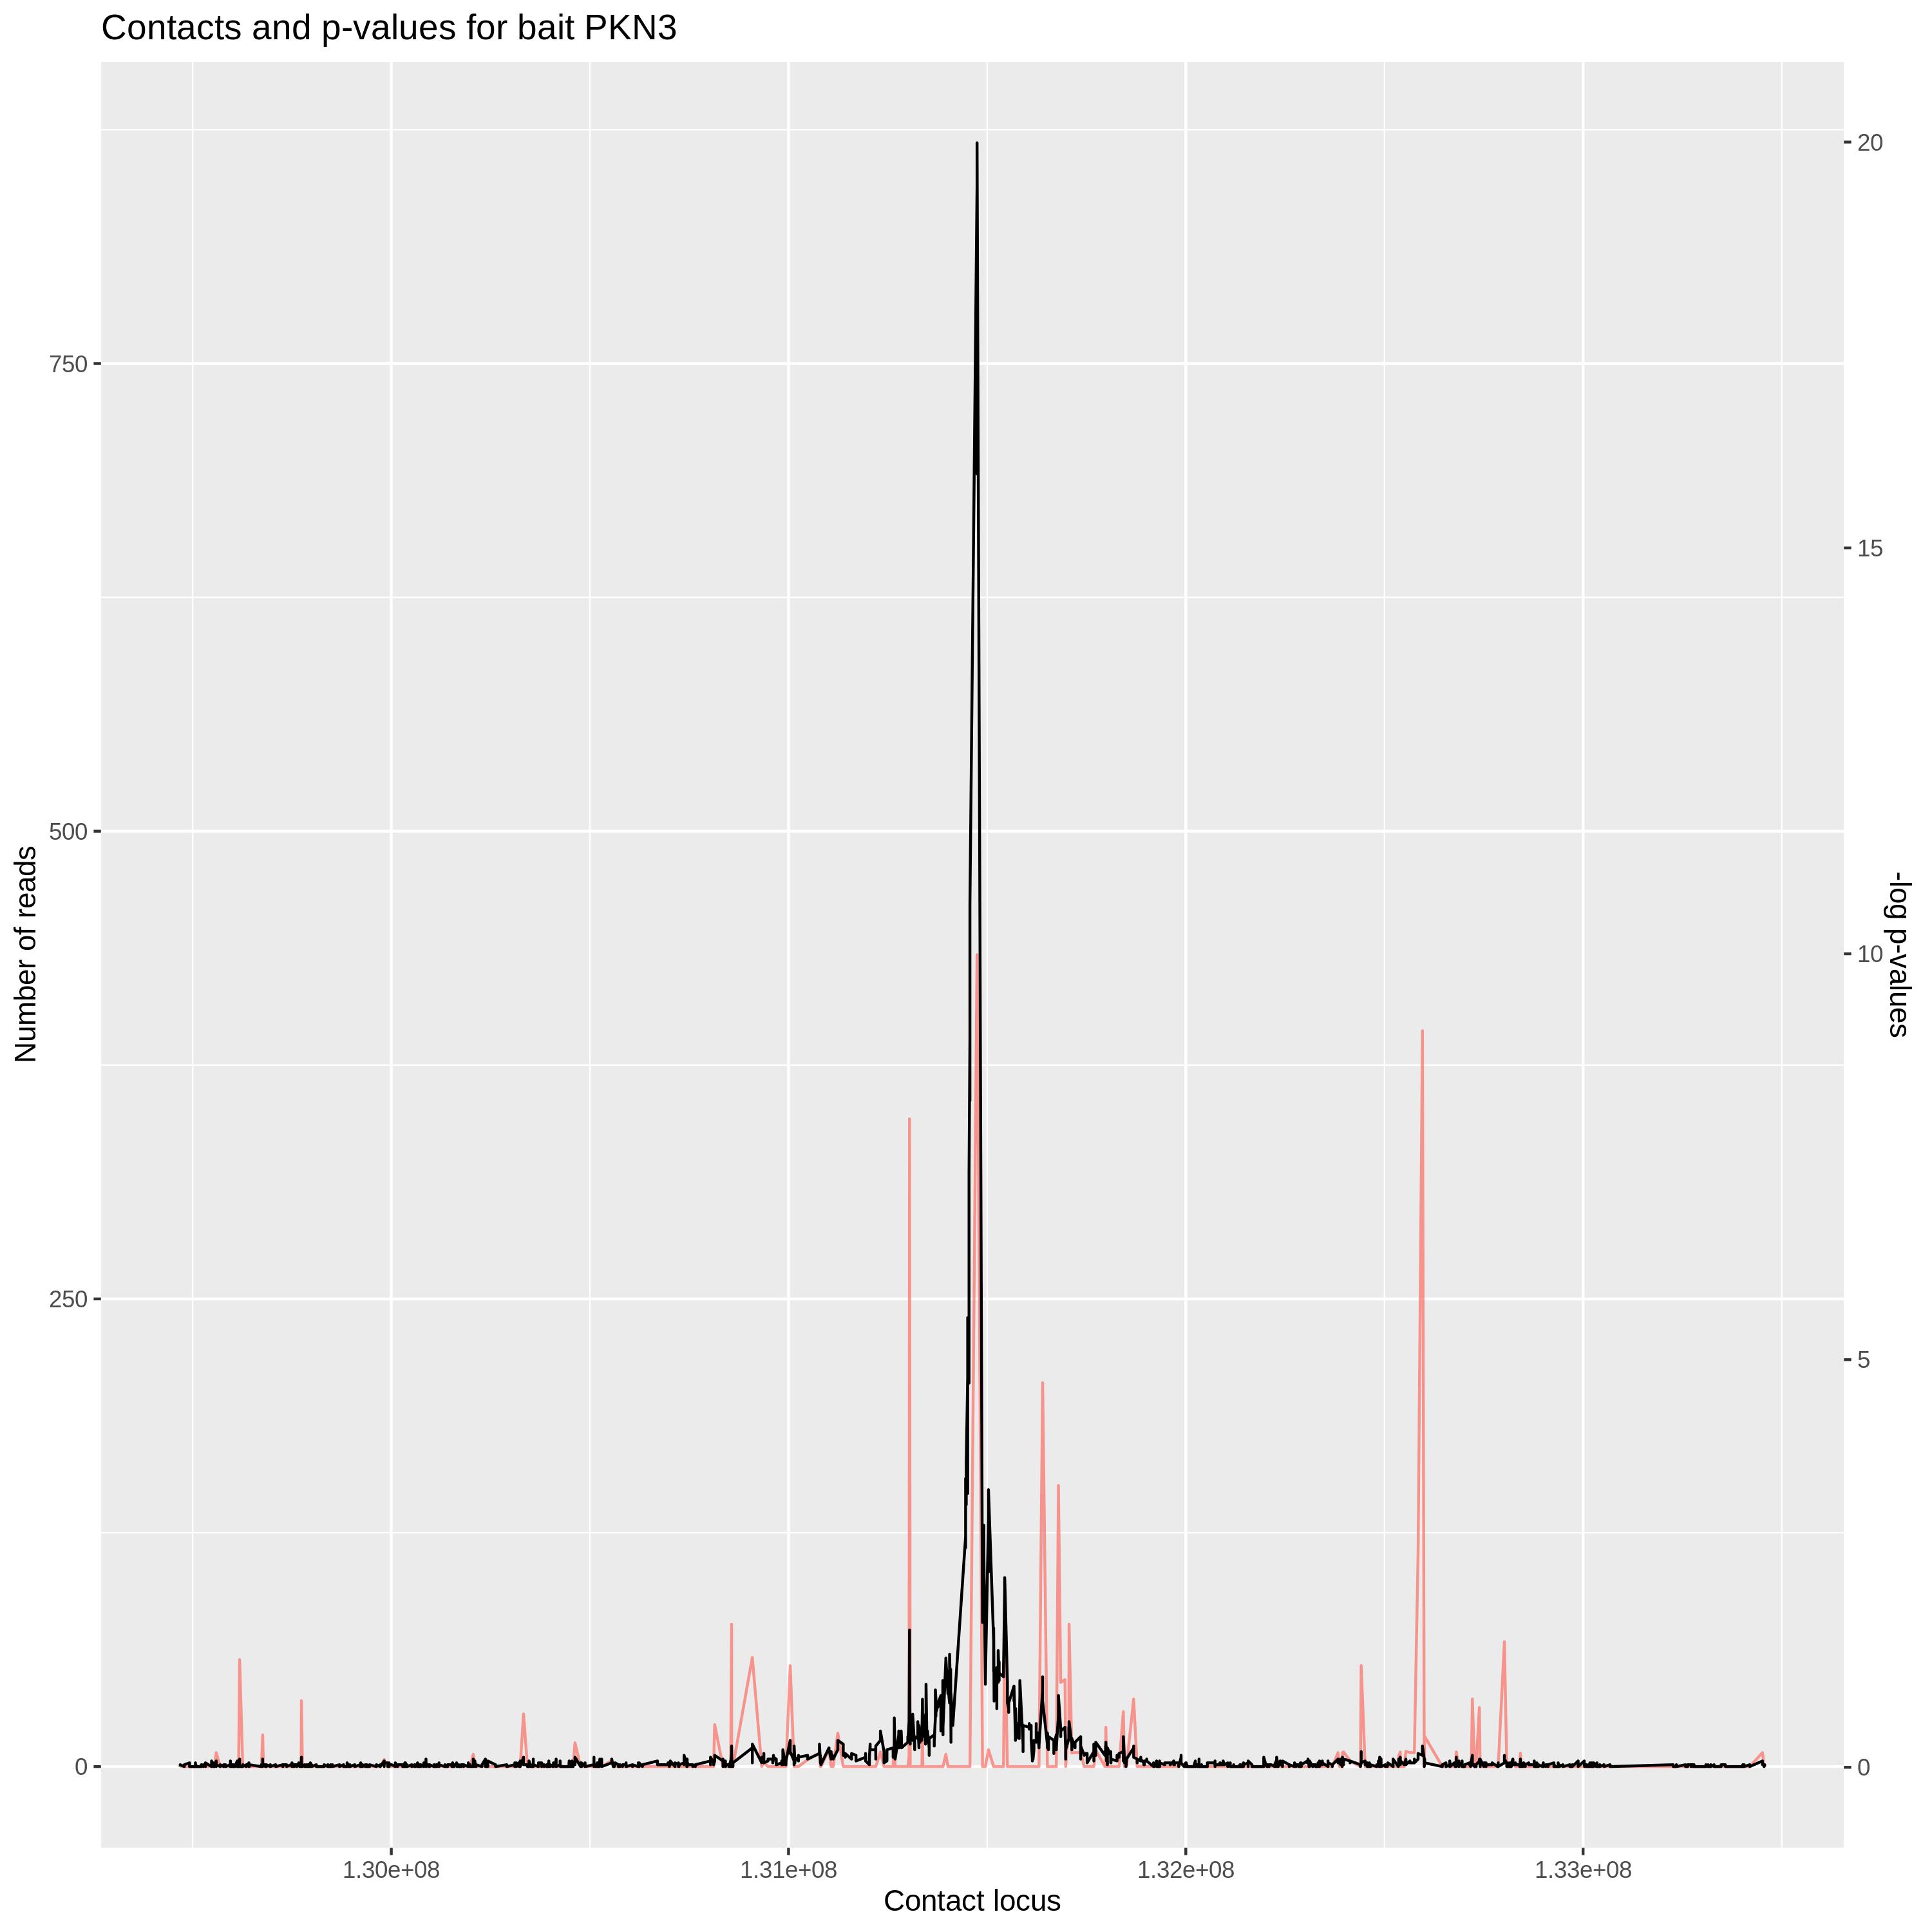 Contacts and p-values for bait PKN3
Number of reads
750
500
250
0
20
15
10
5
0
-log p-values
1.30e+08
1.31e+08
1.32e+08
1.33e+08
Contact locus